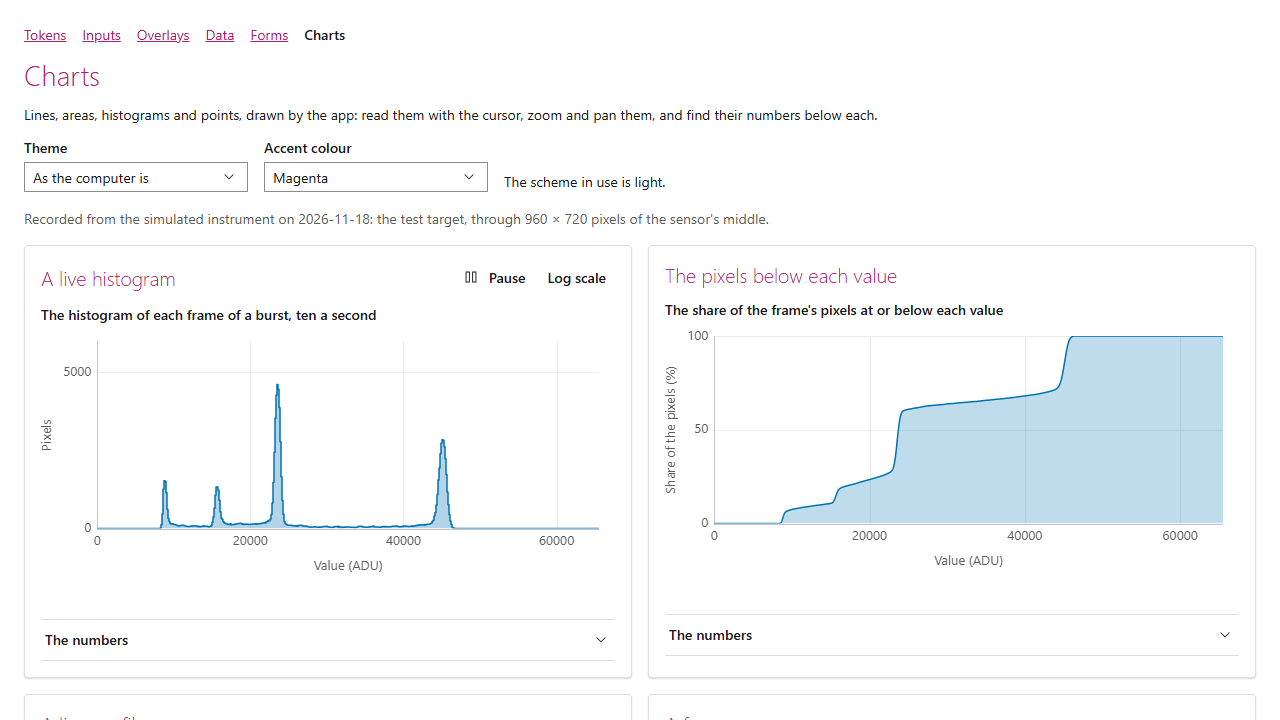 Tokens Inputs Overlays Data Forms Charts
Charts
Lines, areas, histograms and points, drawn by the app: read them with the cursor, zoom and pan them, and find their numbers below each.
Theme Accent colour
As the computer is Magenta The scheme in use is light.
Recorded from the simulated instrument on 2026-11-18: the test target, through 960 × 720 pixels of the sensor's middle.
A live histogram Pause Log scale
The histogram of each frame of a burst, ten a second
5000
Pixels
0
0 20000 40000 60000
Value (ADU)
The numbers
The pixels below each value
The share of the frame's pixels at or below each value
100
Share of the pixels (%)
50
0
0 20000 40000 60000
Value (ADU)
The numbers